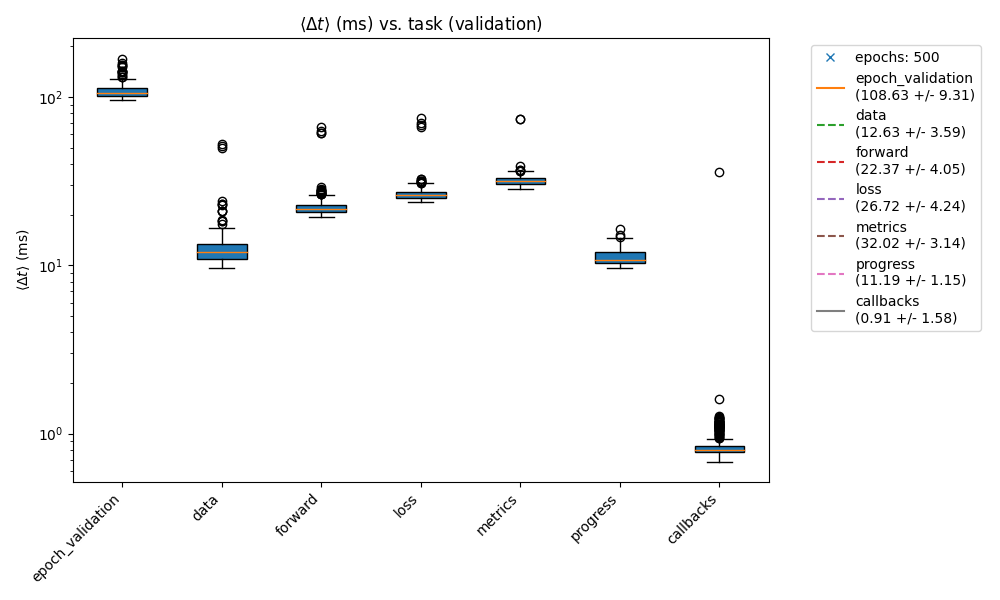 ⟨Δt⟩ (ms) vs. task (validation)
⟨Δt⟩ (ms)
10²
10¹
10⁰
epoch_validation
data
forward
loss
metrics
progress
callbacks
epochs: 500
epoch_validation
(108.63 +/- 9.31)
data
(12.63 +/- 3.59)
forward
(22.37 +/- 4.05)
loss
(26.72 +/- 4.24)
metrics
(32.02 +/- 3.14)
progress
(11.19 +/- 1.15)
callbacks
(0.91 +/- 1.58)